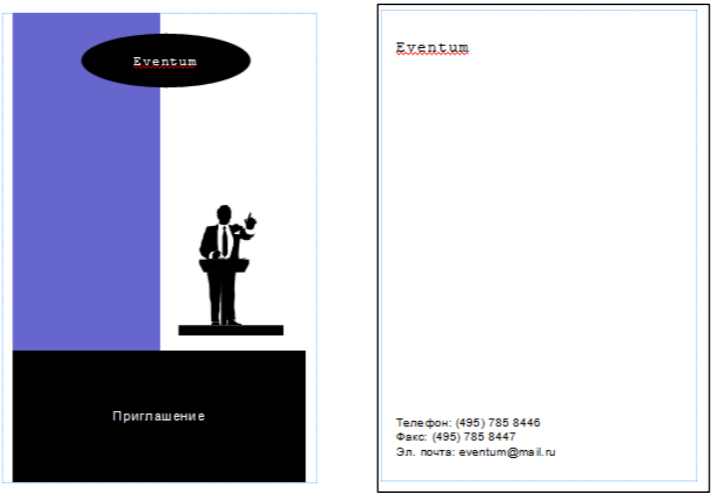 Eventum
Приглашение
Eventum
Телефон: (495) 785 8446
Факс: (495) 785 8447
Эл. почта: eventum@mail.ru